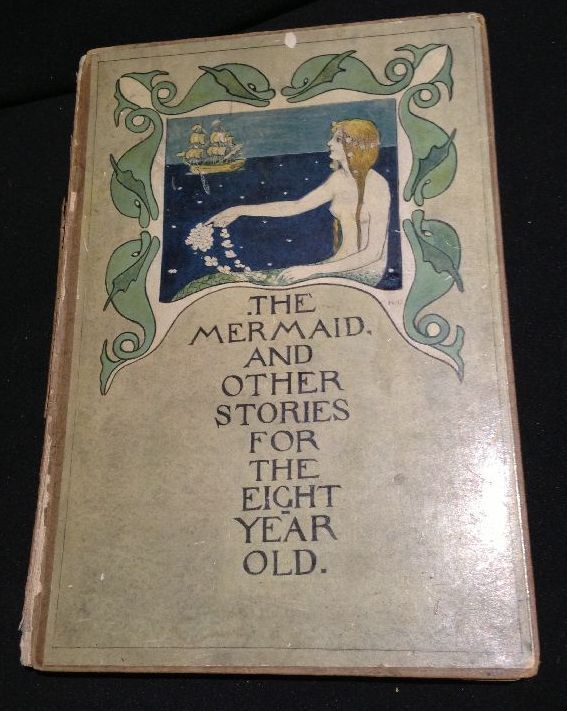 .THE
MERMAID.
AND
OTHER
STORIES
FOR
THE
EIGHT
YEAR
OLD.